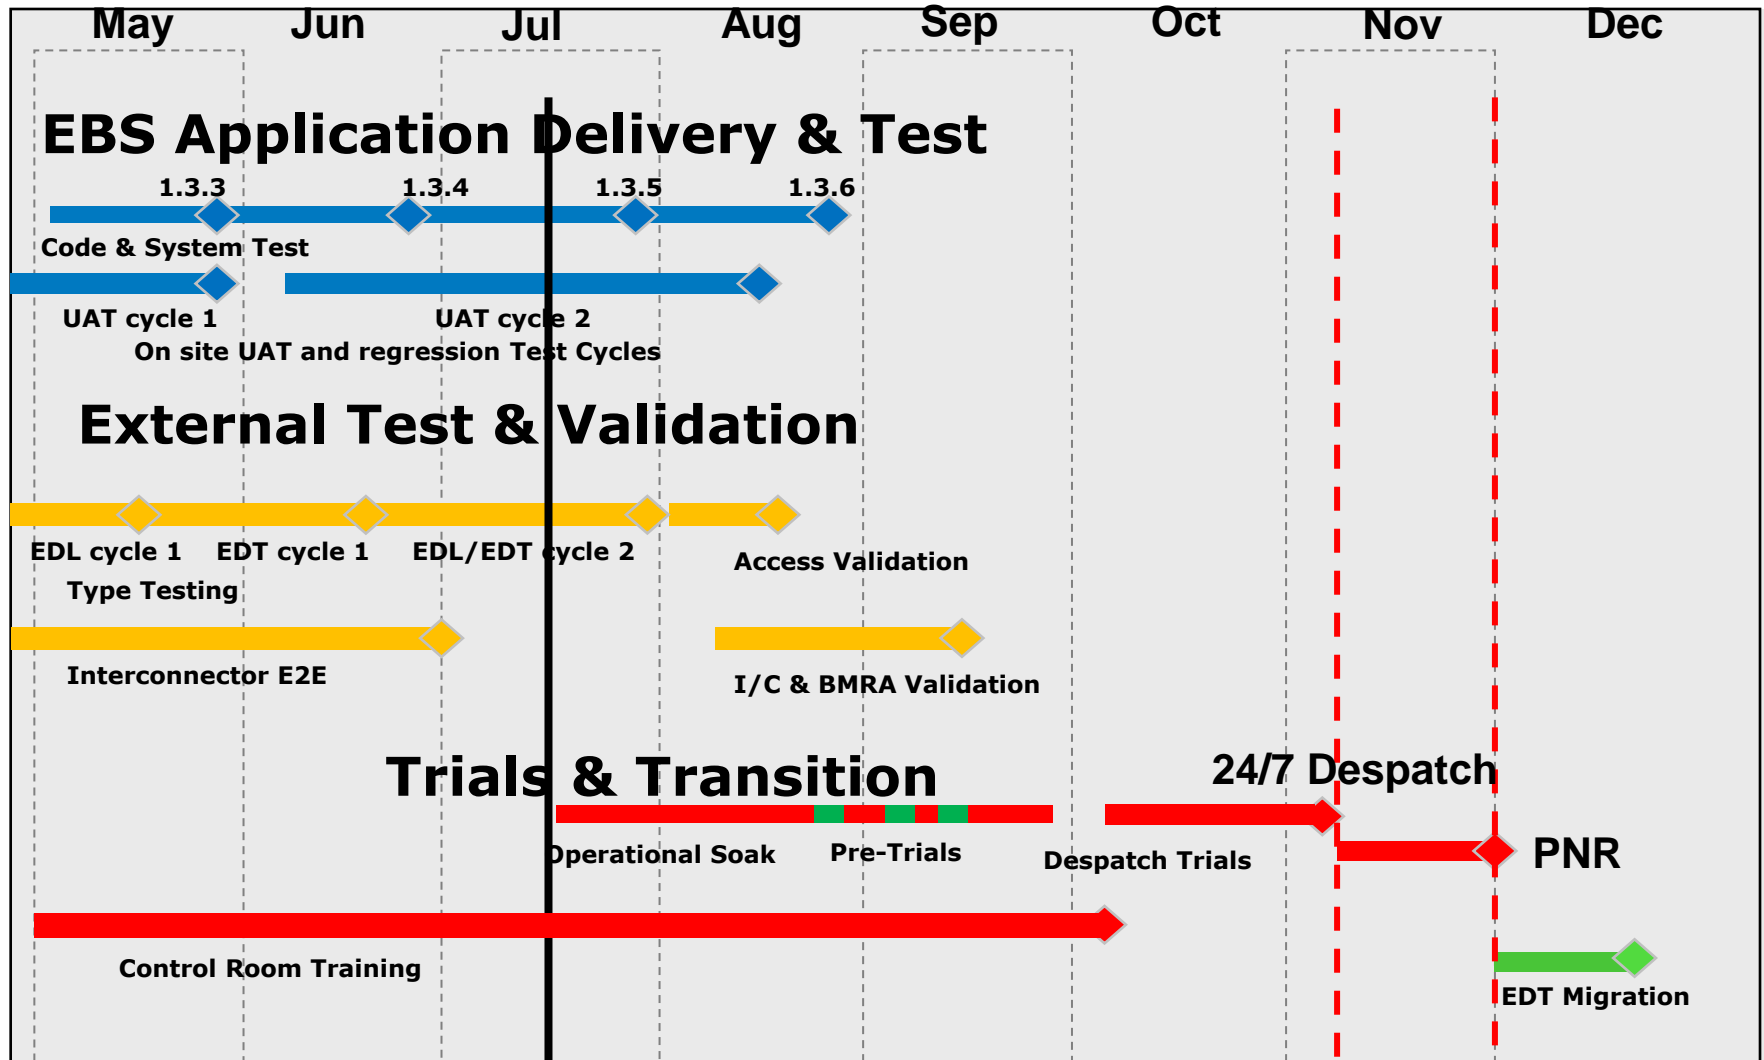 May Jun Jul Aug Sep Oct Nov Dec
EBS Application Delivery & Test
1.3.3 1.3.4 1.3.5 1.3.6
Code & System Test
UAT cycle 1 UAT cycle 2
On site UAT and regression Test Cycles
External Test & Validation
EDL cycle 1 EDT cycle 1 EDL/EDT cycle 2 Access Validation
Type Testing
Interconnector E2E I/C & BMRA Validation
Trials & Transition 24/7 Despatch
Operational Soak Pre-Trials Despatch Trials PNR
Control Room Training
EDT Migration